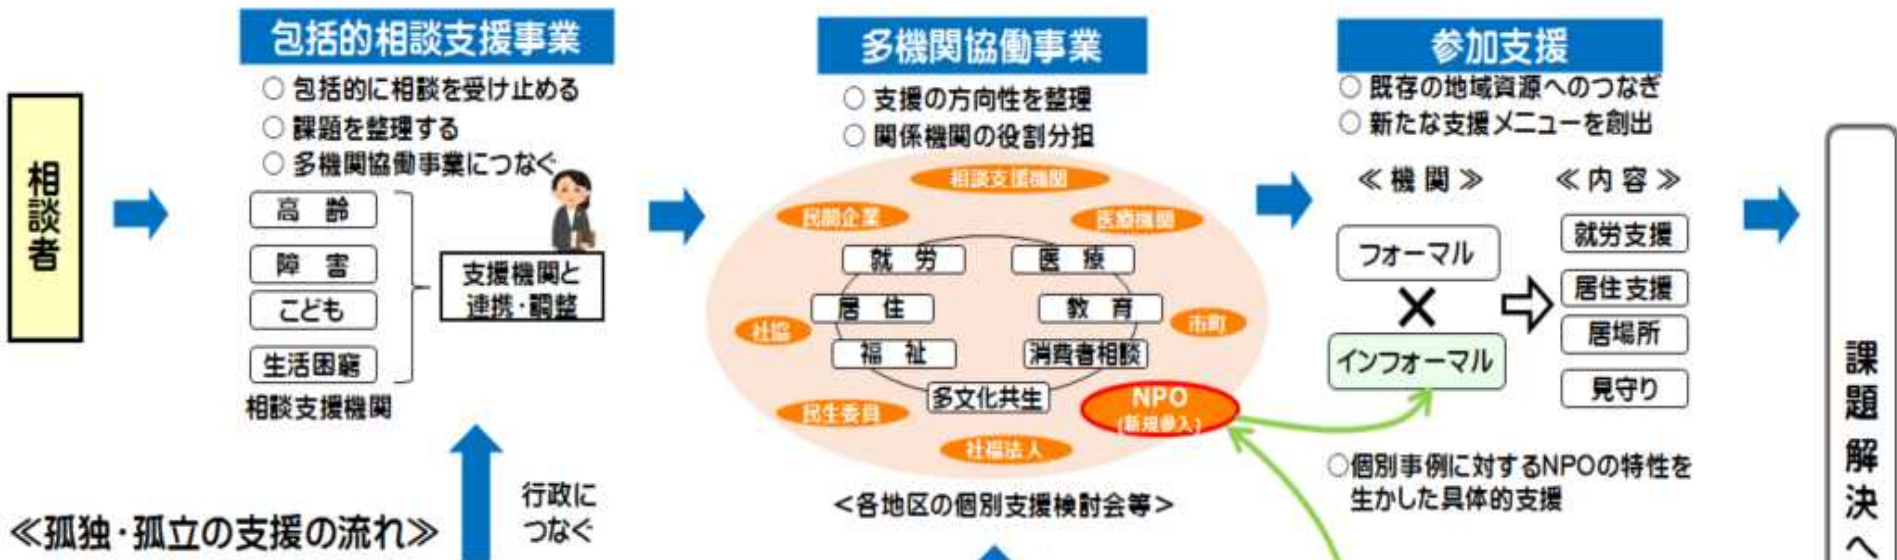 相談者
包括的相談支援事業
○ 包括的に相談を受け止める
○ 課題を整理する
○ 多機関協働事業につなぐ
高 齢
障 害
こども
生活困窮
相談支援機関
支援機関と
連携・調整
多機関協働事業
○ 支援の方向性を整理
○ 関係機関の役割分担
相談支援機関
民間企業
医療機関
就 労
医 療
居 住
教 育
社協
市町
福 祉
消費者相談
多文化共生
NPO
(新規参入)
民生委員
社福法人
<各地区の個別支援検討会等>
参加支援
○ 既存の地域資源へのつなぎ
○ 新たな支援メニューを創出
≪ 機 関 ≫
≪ 内 容 ≫
フォーマル
×
インフォーマル
就労支援
居住支援
居場所
見守り
○個別事例に対するNPOの特性を
生かした具体的支援
課題解決へ
≪孤独・孤立の支援の流れ≫
行政に
つなぐ